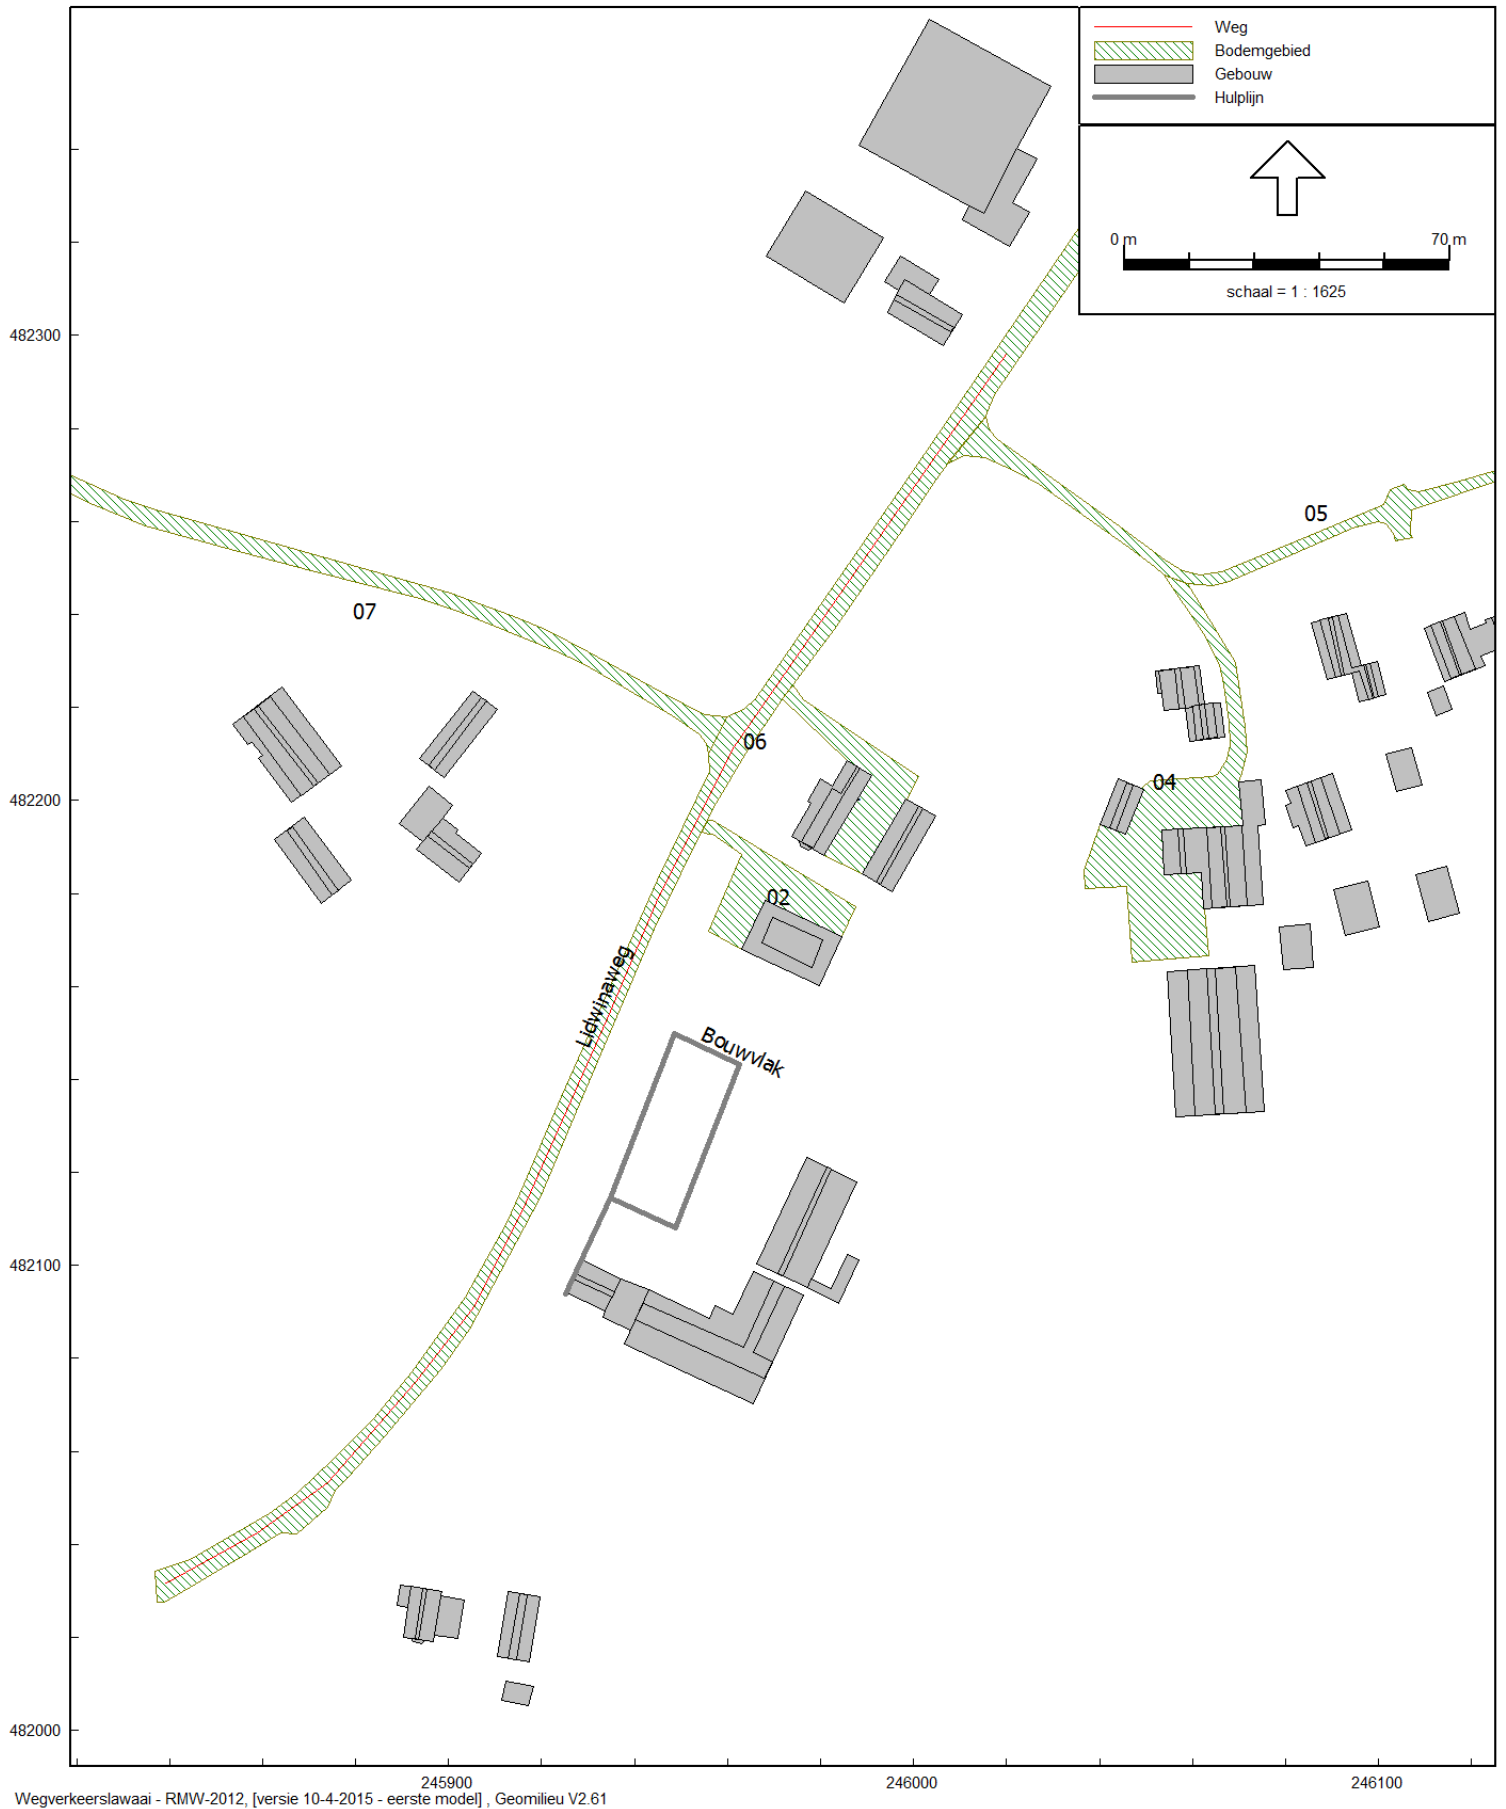 Weg
Bodemgebied
Gebouw
Hulplijn
0 m 70 m
schaal = 1 : 1625
482300
05
07
06
04
482200
02
Lidwinaweg
Bouwvlak
482100
482000
245900 246000 246100
Wegverkeerslawaai - RMW-2012, [versie 10-4-2015 - eerste model] , Geomilieu V2.61